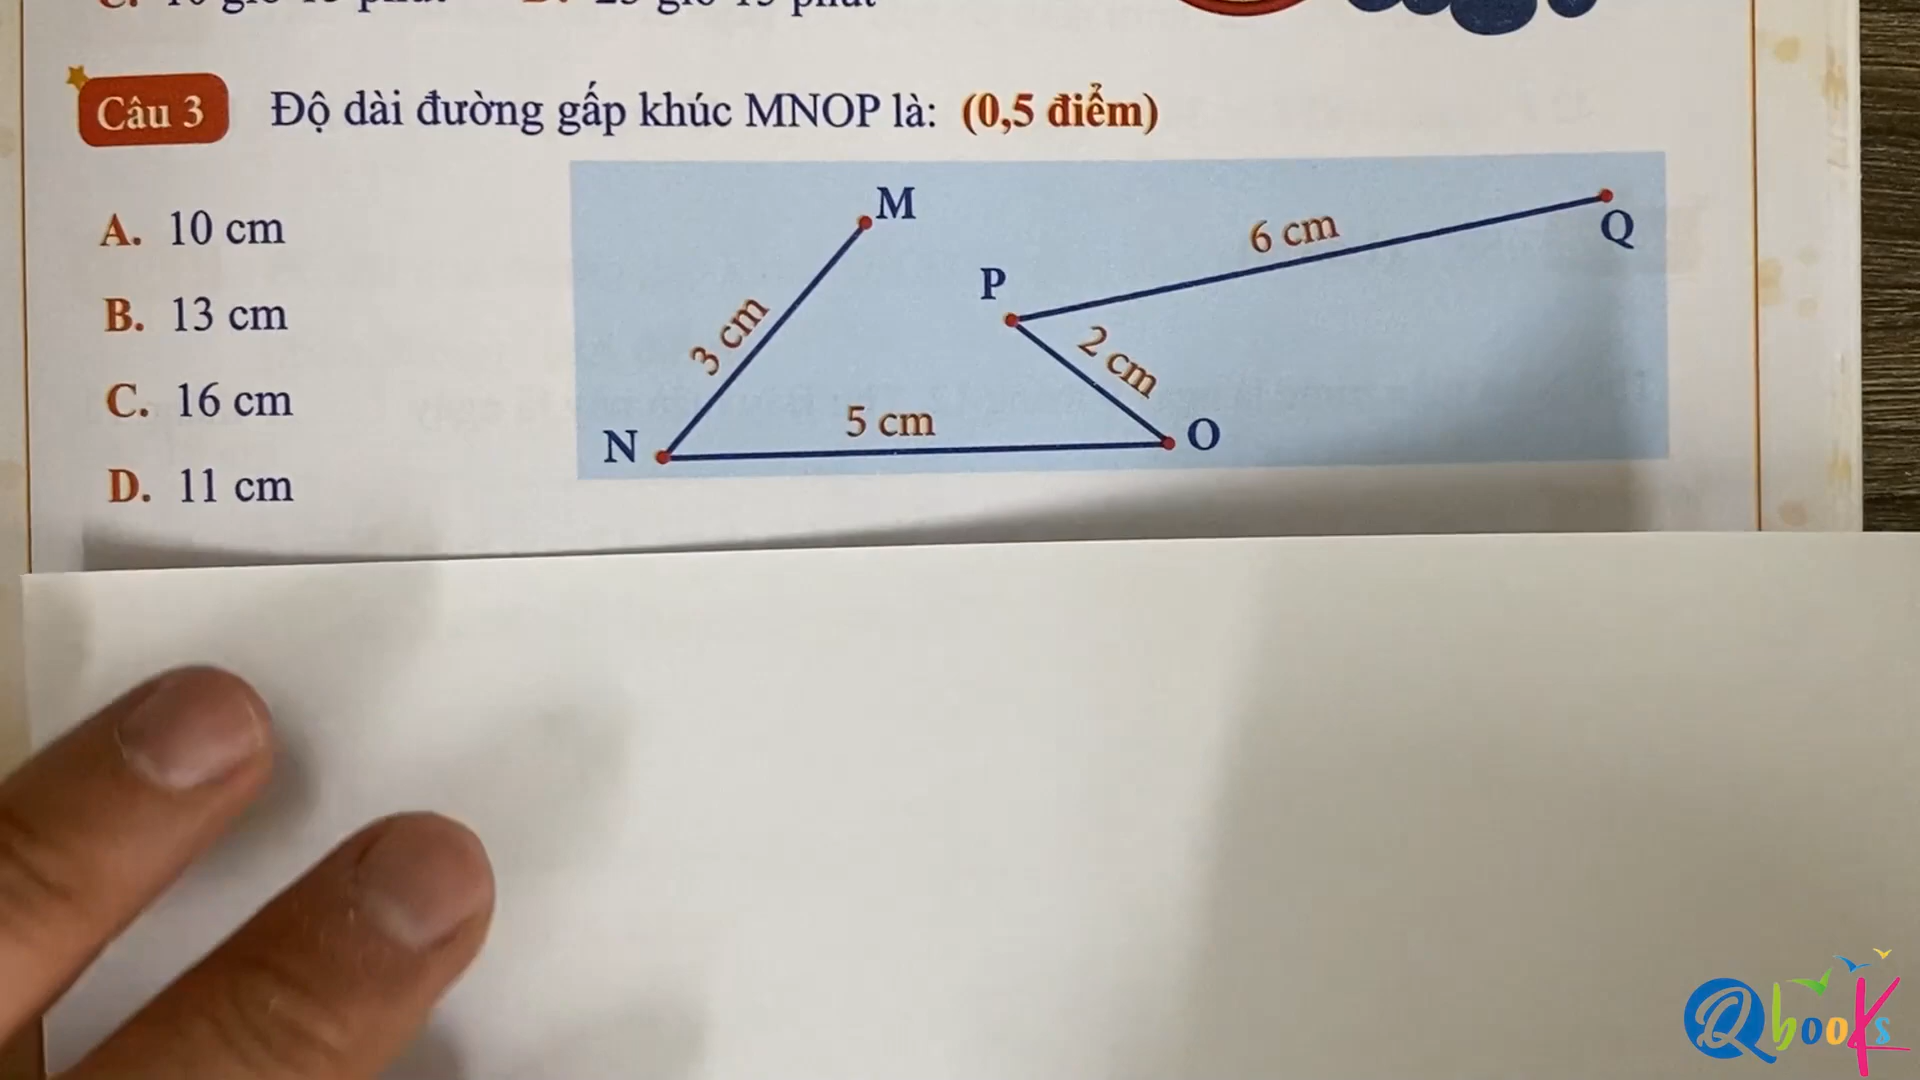 Câu 3 Độ dài đường gấp khúc MNOP là: (0,5 điểm)
A. 10 cm
B. 13 cm
C. 16 cm
D. 11 cm
M
Q
6 cm
P
3 cm
2 cm
5 cm
N
O
Qbooks